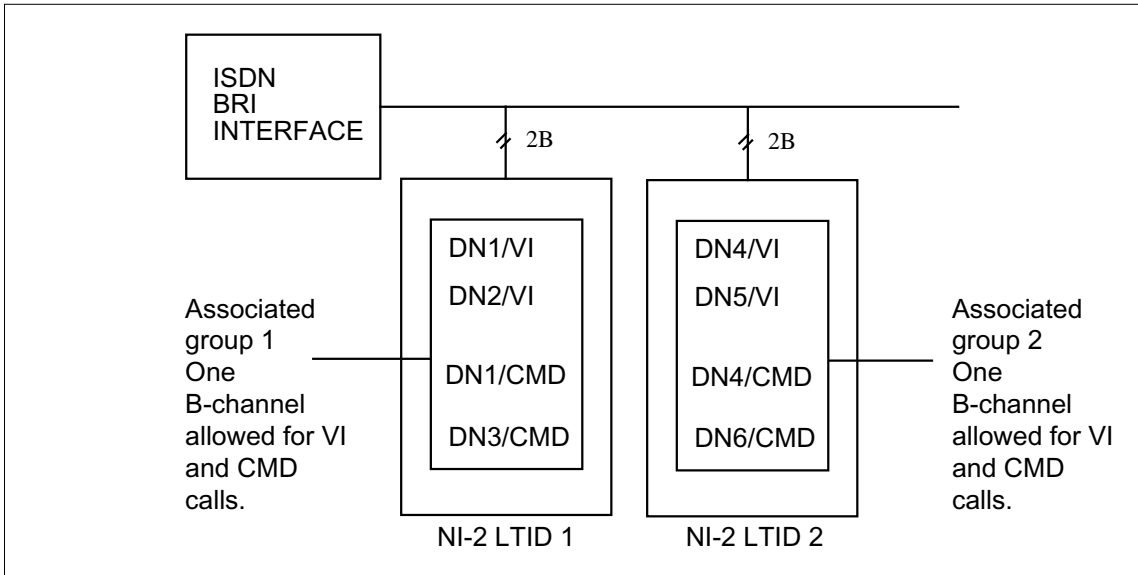 ISDN
BRI
INTERFACE
2B
2B
DN1/VI
DN2/VI
DN1/CMD
DN3/CMD
DN4/VI
DN5/VI
DN4/CMD
DN6/CMD
Associated
group 1
One
B-channel
allowed for VI
and CMD
calls.
Associated
group 2
One
B-channel
allowed for VI
and CMD
calls.
NI-2 LTID 1
NI-2 LTID 2